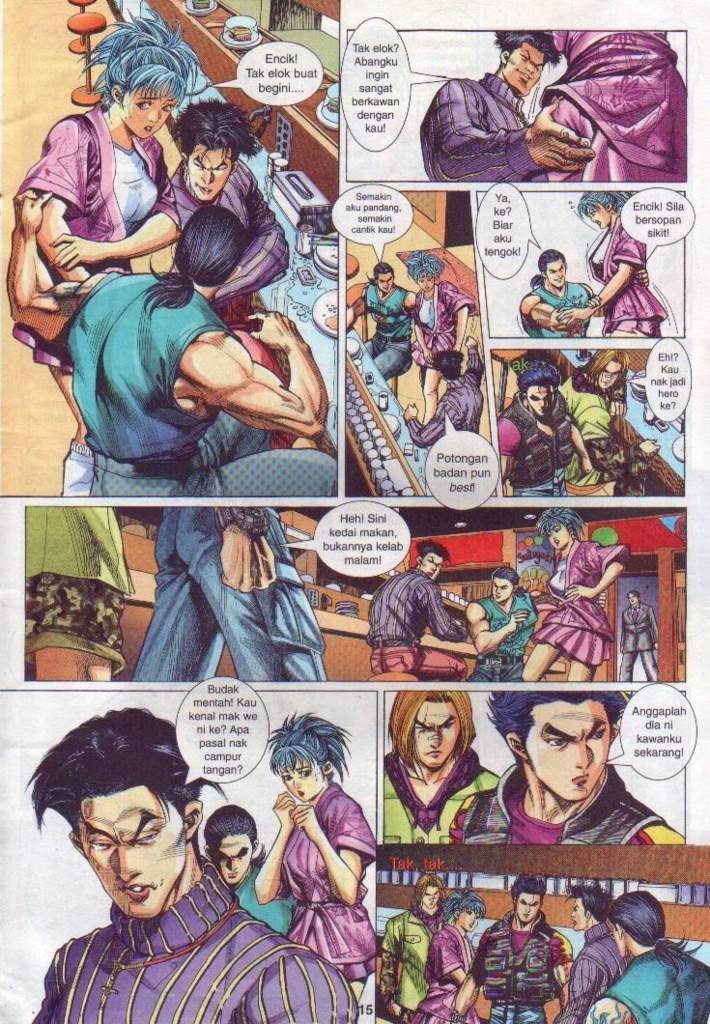 Encik!
Tak elok buat
begini....
Tak elok?
Abangku
ingin
sangat
berkawan
dengan
kau!
Semakin
aku pandang,
semakin
cantik kau!
Potongan
badan pun
best!
Ya,
ke?
Biar
aku
tengok!
Encik! Sila
bersopan
sikit!
Tak
Eh!?
Kau
nak jadi
hero
ke?
Heh! Sini
kedai makan,
bukannya kelab
malam!
Budak
mentah! Kau
kenal mak we
ni ke? Apa
pasal nak
campur
tangan?
Anggaplah
dia ni
kawanku
sekarang!
Tak, tak....
15